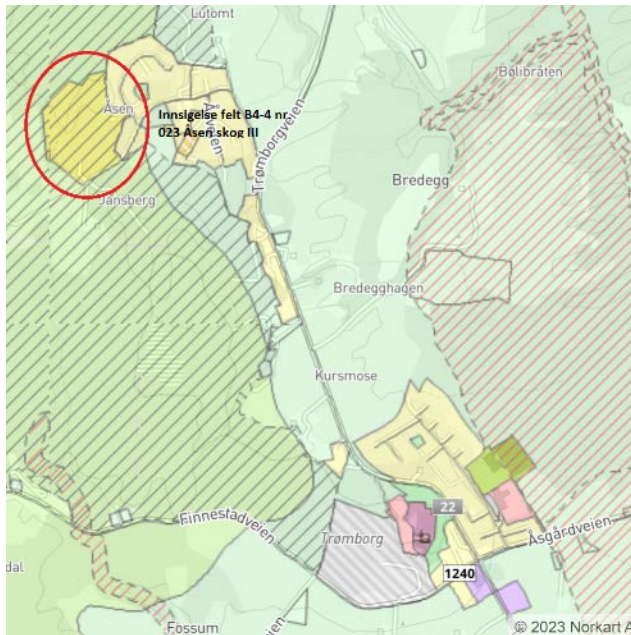 Lutomt
Åsen
Innsigelse felt B4-4 nr
023 Åsen skog III
Åsveien
Trømborgveien
Bølibråten
Bredegg
Jansberg
Bredegghagen
Kursmose
Finnestadveien
22
Trømborg
Åsgårdveien
1240
dal
Fossum
© 2023 Norkart A